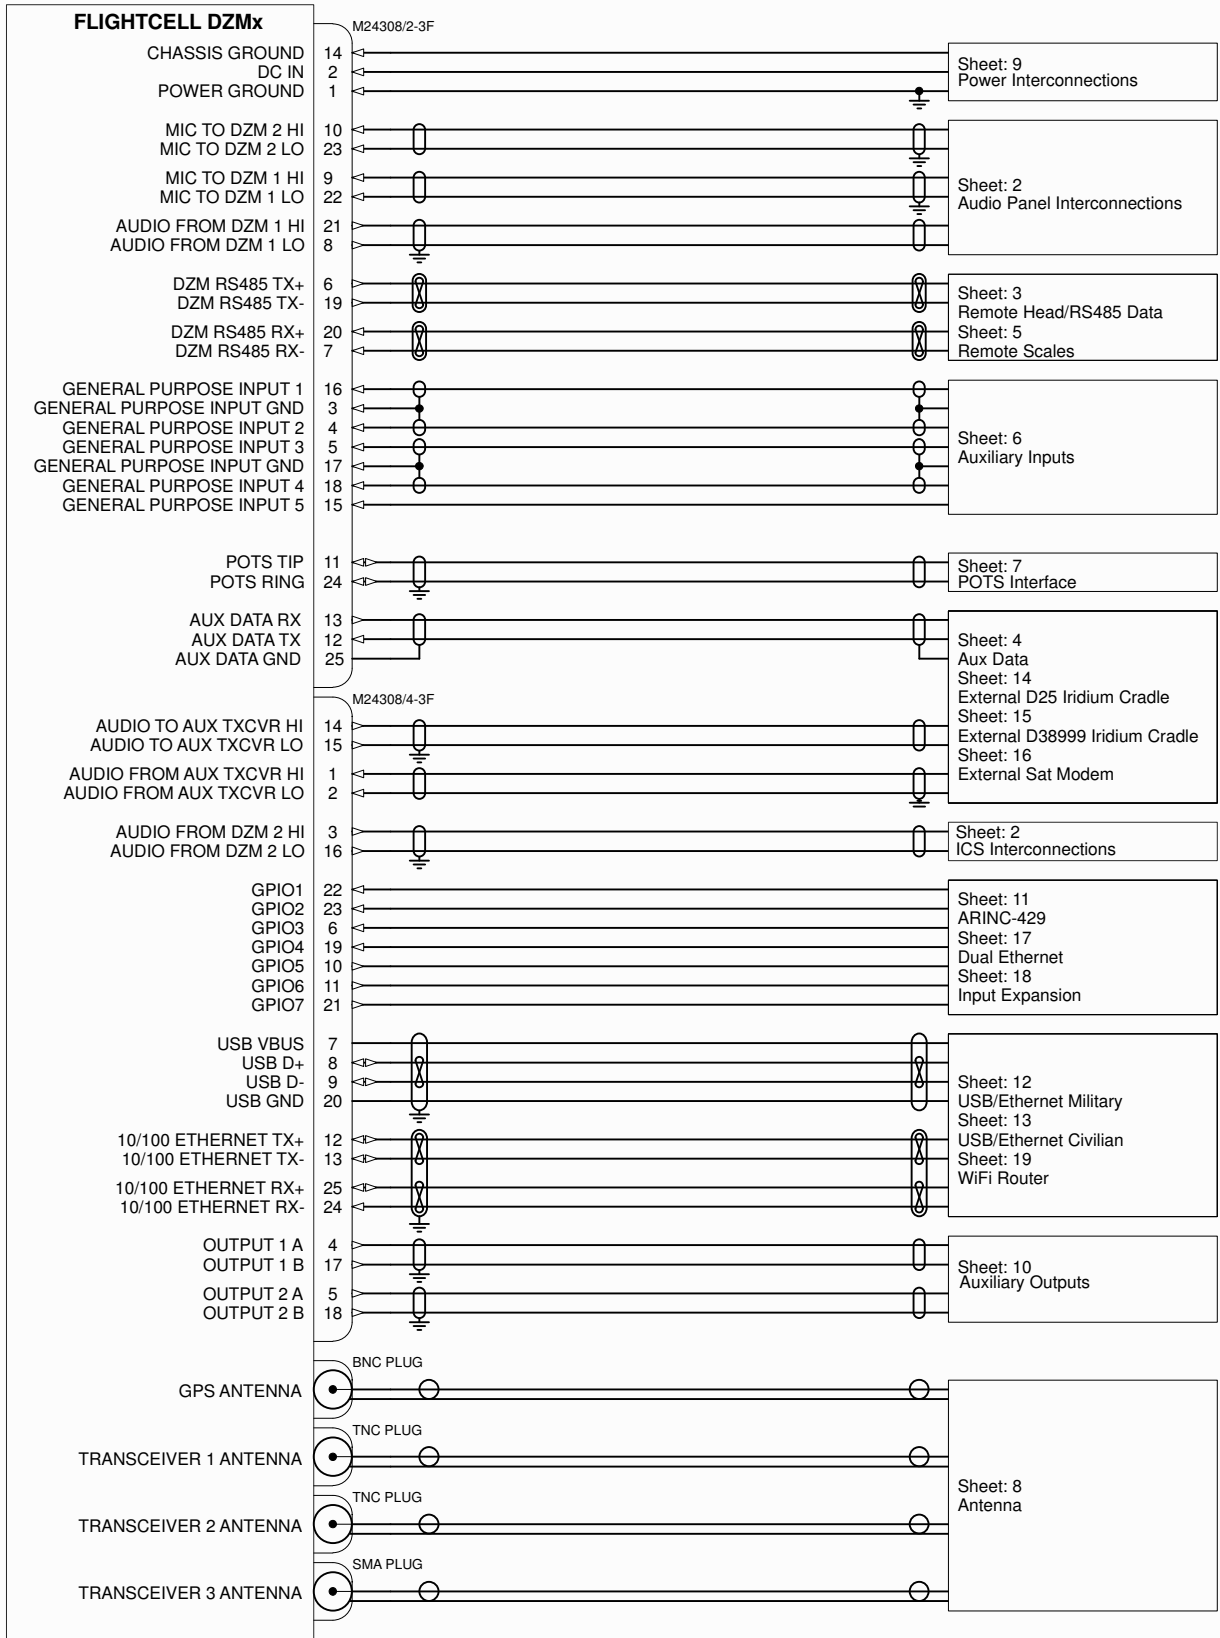 FLIGHTCELL DZMx
M24308/2-3F
CHASSIS GROUND 14
DC IN 2
POWER GROUND 1
Sheet: 9
Power Interconnections
MIC TO DZM 2 HI 10
MIC TO DZM 2 LO 23
MIC TO DZM 1 HI 9
MIC TO DZM 1 LO 22
AUDIO FROM DZM 1 HI 21
AUDIO FROM DZM 1 LO 8
Sheet: 2
Audio Panel Interconnections
DZM RS485 TX+ 6
DZM RS485 TX- 19
DZM RS485 RX+ 20
DZM RS485 RX- 7
Sheet: 3
Remote Head/RS485 Data
Sheet: 5
Remote Scales
GENERAL PURPOSE INPUT 1 16
GENERAL PURPOSE INPUT GND 3
GENERAL PURPOSE INPUT 2 4
GENERAL PURPOSE INPUT 3 5
GENERAL PURPOSE INPUT GND 17
GENERAL PURPOSE INPUT 4 18
GENERAL PURPOSE INPUT 5 15
Sheet: 6
Auxiliary Inputs
POTS TIP 11
POTS RING 24
Sheet: 7
POTS Interface
AUX DATA RX 13
AUX DATA TX 12
AUX DATA GND 25
M24308/4-3F
AUDIO TO AUX TXCVR HI 14
AUDIO TO AUX TXCVR LO 15
AUDIO FROM AUX TXCVR HI 1
AUDIO FROM AUX TXCVR LO 2
Sheet: 4
Aux Data
Sheet: 14
External D25 Iridium Cradle
Sheet: 15
External D38999 Iridium Cradle
Sheet: 16
External Sat Modem
AUDIO FROM DZM 2 HI 3
AUDIO FROM DZM 2 LO 16
Sheet: 2
ICS Interconnections
GPIO1 22
GPIO2 23
GPIO3 6
GPIO4 19
GPIO5 10
GPIO6 11
GPIO7 21
Sheet: 11
ARINC-429
Sheet: 17
Dual Ethernet
Sheet: 18
Input Expansion
USB VBUS 7
USB D+ 8
USB D- 9
USB GND 20
10/100 ETHERNET TX+ 12
10/100 ETHERNET TX- 13
10/100 ETHERNET RX+ 25
10/100 ETHERNET RX- 24
Sheet: 12
USB/Ethernet Military
Sheet: 13
USB/Ethernet Civilian
Sheet: 19
WiFi Router
OUTPUT 1 A 4
OUTPUT 1 B 17
OUTPUT 2 A 5
OUTPUT 2 B 18
Sheet: 10
Auxiliary Outputs
BNC PLUG
GPS ANTENNA
TNC PLUG
TRANSCEIVER 1 ANTENNA
TNC PLUG
TRANSCEIVER 2 ANTENNA
SMA PLUG
TRANSCEIVER 3 ANTENNA
Sheet: 8
Antenna